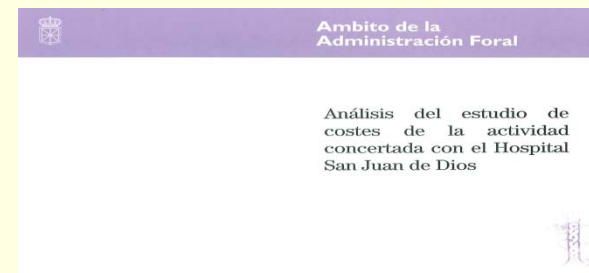 Ambito de la
Administración Foral
Análisis del estudio de
costes de la actividad
concertada con el Hospital
San Juan de Dios